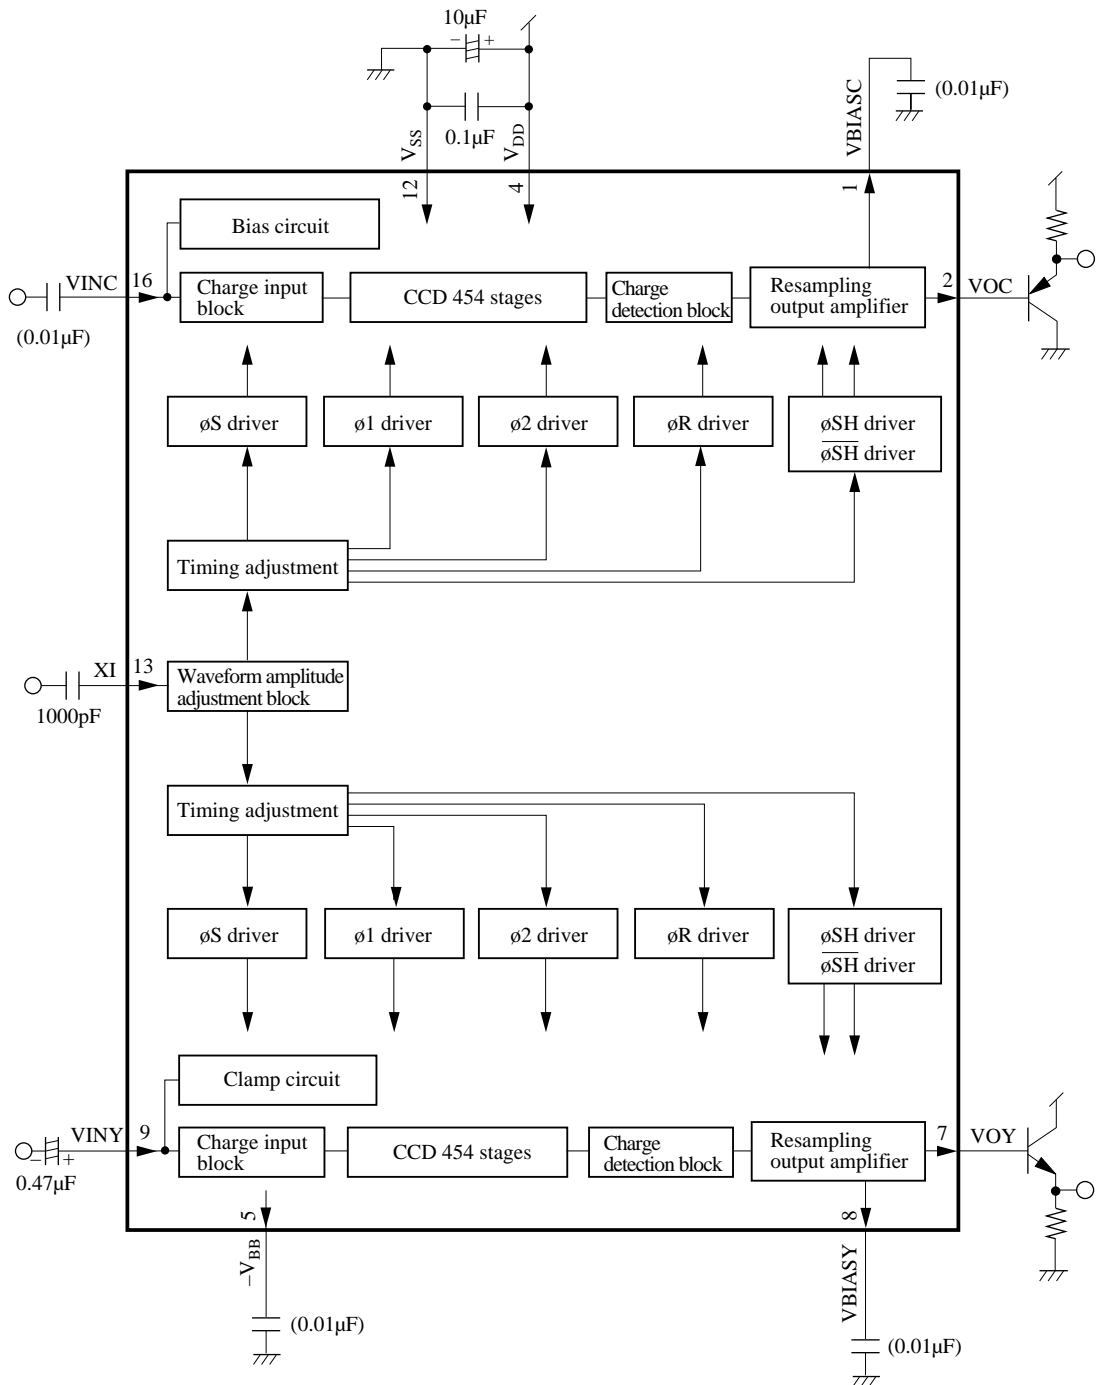 10μF
− +
(0.01μF)
0.1μF
VSS
VDD
VBIASC
12
4
1
Bias circuit
VINC
16
Charge input
block
CCD 454 stages
Charge
detection block
Resampling
output amplifier
2
VOC
(0.01μF)
øS driver
ø1 driver
ø2 driver
øR driver
øSH driver
ø̅S̅H̅ driver
Timing adjustment
XI
13
Waveform amplitude
adjustment block
1000pF
Timing adjustment
øS driver
ø1 driver
ø2 driver
øR driver
øSH driver
ø̅S̅H̅ driver
Clamp circuit
VINY
9
− +
0.47μF
Charge input
block
CCD 454 stages
Charge
detection block
Resampling
output amplifier
7
VOY
5
8
−VBB
VBIASY
(0.01μF)
(0.01μF)